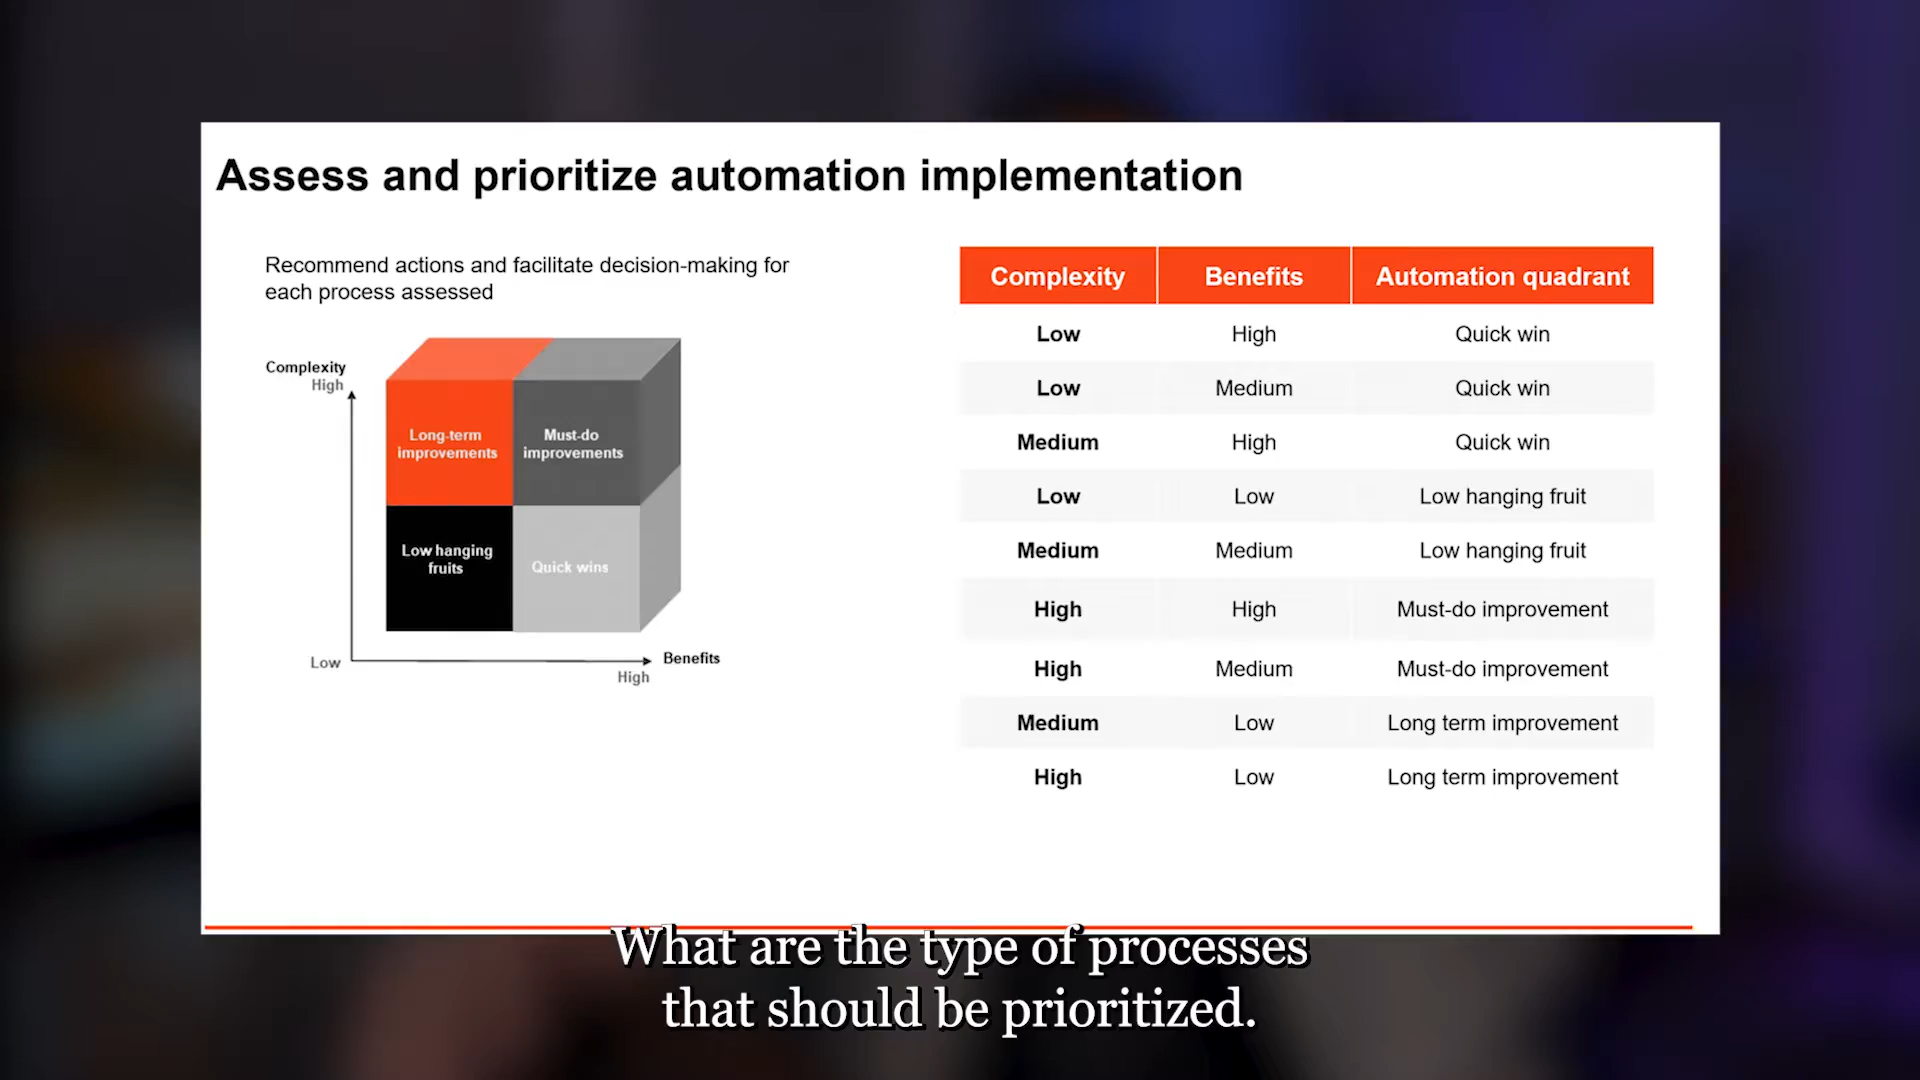 Assess and prioritize automation implementation
Recommend actions and facilitate decision-making for
each process assessed
Complexity
High
Long-term
improvements
Must-do
improvements
Low hanging
fruits
Quick wins
Low
Benefits
High
Complexity Benefits Automation quadrant
Low High Quick win
Low Medium Quick win
Medium High Quick win
Low Low Low hanging fruit
Medium Medium Low hanging fruit
High High Must-do improvement
High Medium Must-do improvement
Medium Low Long term improvement
High Low Long term improvement
What are the type of processes
that should be prioritized.